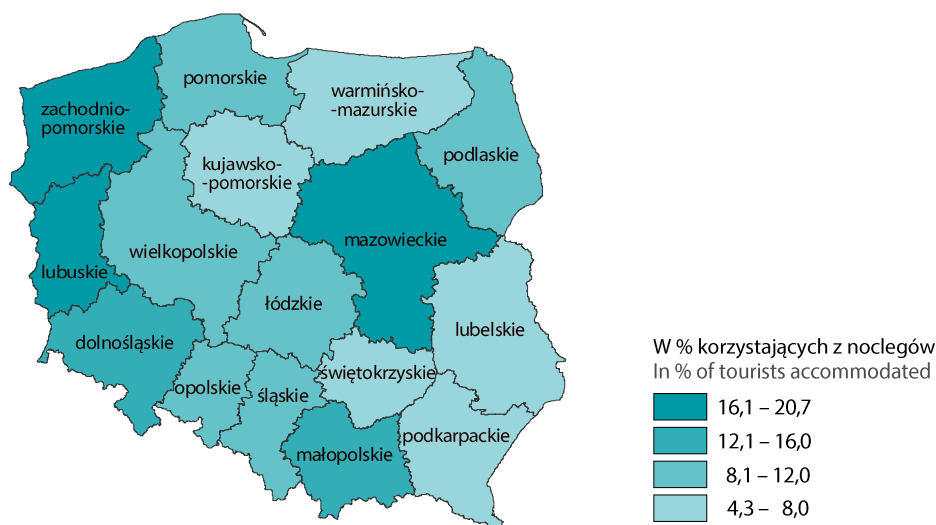 pomorskie
warmińsko-
-mazurskie
zachodnio-
pomorskie
podlaskie
kujawsko-
-pomorskie
mazowieckie
wielkopolskie
lubuskie
łódzkie
lubelskie
dolnośląskie
świętokrzyskie
opolskie
śląskie
podkarpackie
małopolskie
W % korzystających z noclegów
In % of tourists accommodated
16,1 – 20,7
12,1 – 16,0
8,1 – 12,0
4,3 – 8,0